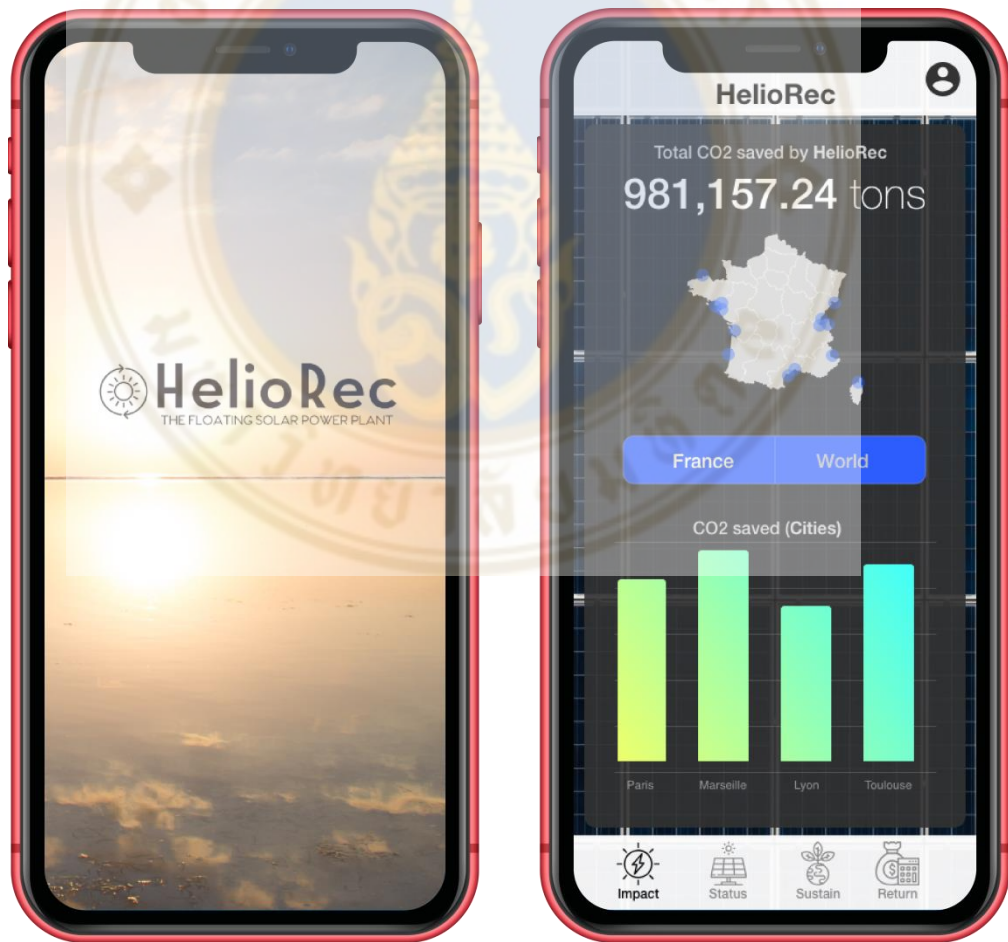 HelioRec
THE FLOATING SOLAR POWER PLANT
HelioRec
Total CO2 saved by HelioRec
981,157.24 tons
France World
CO2 saved (Cities)
Paris Marseille Lyon Toulouse
Impact Status Sustain Return